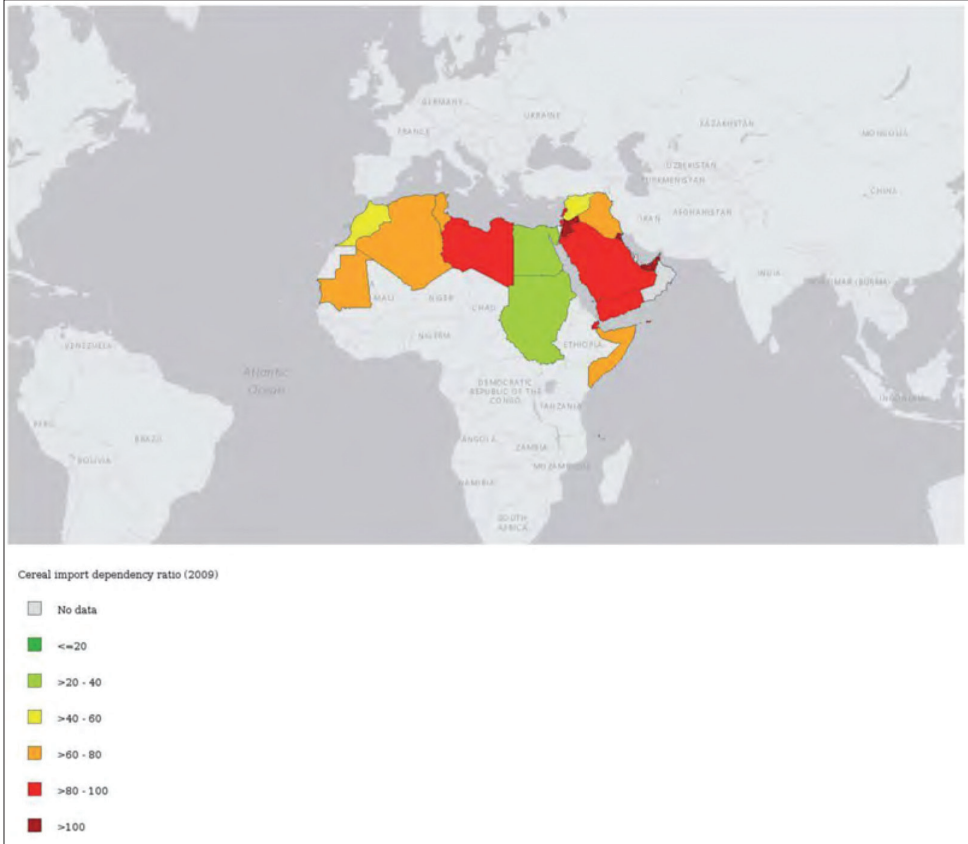 GERMANY
UKRAINE
KAZAKHSTAN
FRANCE
MONGOLIA
UZBEKISTAN
TURKMENISTAN
CHINA
IRAN
AFGHANISTAN
INDIA
MAR (BURMA)
MALI
NIGER
CHAD
NIGERIA
ETHIOPIA
VENEZUELA
Atlantic
Ocean
DEMOCRATIC
REPUBLIC OF THE
CONGO
TANZANIA
INDONESIA
PERU
BRAZIL
BOLIVIA
ANGOLA
ZAMBIA
MOZAMBIQUE
NAMIBIA
SOUTH
AFRICA
Cereal import dependency ratio (2009)
No data
<=20
>20 - 40
>40 - 60
>60 - 80
>80 - 100
>100